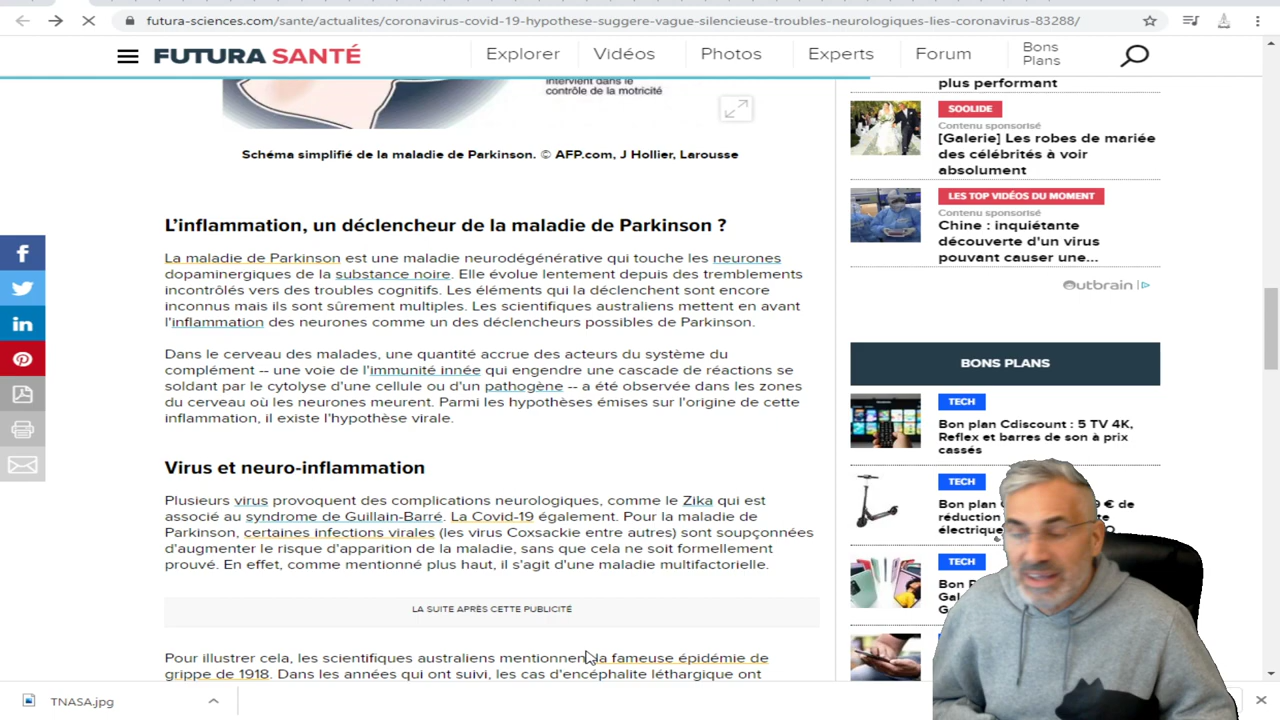 futura-sciences.com/sante/actualites/coronavirus-covid-19-hypothese-suggere-vague-silencieuse-troubles-neurologiques-lies-coronavirus-83288/
FUTURA SANTÉ
Explorer
Vidéos
Photos
Experts
Forum
Bons
Plans
intervient dans le
contrôle de la motricité
Schéma simplifié de la maladie de Parkinson. © AFP.com, J Hollier, Larousse
L'inflammation, un déclencheur de la maladie de Parkinson ?
La maladie de Parkinson est une maladie neurodégénérative qui touche les neurones
dopaminergiques de la substance noire. Elle évolue lentement depuis des tremblements
incontrôlés vers des troubles cognitifs. Les éléments qui la déclenchent sont encore
inconnus mais ils sont sûrement multiples. Les scientifiques australiens mettent en avant
l'inflammation des neurones comme un des déclencheurs possibles de Parkinson.
Dans le cerveau des malades, une quantité accrue des acteurs du système du
complément -- une voie de l'immunité innée qui engendre une cascade de réactions se
soldant par le cytolyse d'une cellule ou d'un pathogène -- a été observée dans les zones
du cerveau où les neurones meurent. Parmi les hypothèses émises sur l'origine de cette
inflammation, il existe l'hypothèse virale.
Virus et neuro-inflammation
Plusieurs virus provoquent des complications neurologiques, comme le Zika qui est
associé au syndrome de Guillain-Barré. La Covid-19 également. Pour la maladie de
Parkinson, certaines infections virales (les virus Coxsackie entre autres) sont soupçonnées
d'augmenter le risque d'apparition de la maladie, sans que cela ne soit formellement
prouvé. En effet, comme mentionné plus haut, il s'agit d'une maladie multifactorielle.
LA SUITE APRÈS CETTE PUBLICITÉ
Pour illustrer cela, les scientifiques australiens mentionnent la fameuse épidémie de
grippe de 1918. Dans les années qui ont suivi, les cas d'encéphalite léthargique ont
plus performant
SOOLIDE
Contenu sponsorisé
[Galerie] Les robes de mariée
des célébrités à voir
absolument
LES TOP VIDÉOS DU MOMENT
Contenu sponsorisé
Chine : inquiétante
découverte d'un virus
pouvant causer une...
Outbrain
BONS PLANS
TECH
Bon plan Cdiscount : 5 TV 4K,
Reflex et barres de son à prix
cassés
TECH
Bon plan
9 € de
réduction
électrique
TECH
Bon
TNASA.jpg